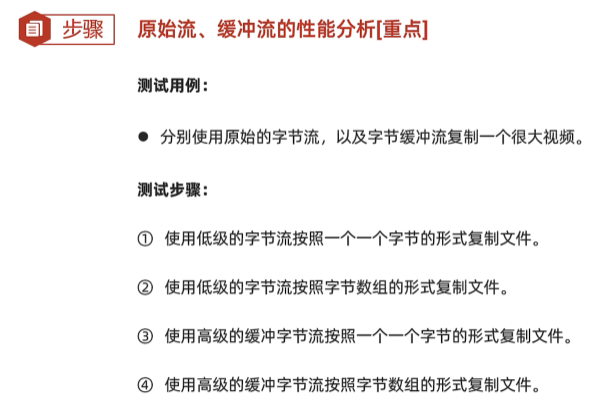 步骤 原始流、缓冲流的性能分析[重点]
测试用例：
● 分别使用原始的字节流，以及字节缓冲流复制一个很大视频。
测试步骤：
① 使用低级的字节流按照一个一个字节的形式复制文件。
② 使用低级的字节流按照字节数组的形式复制文件。
③ 使用高级的缓冲字节流按照一个一个字节的形式复制文件。
④ 使用高级的缓冲字节流按照字节数组的形式复制文件。